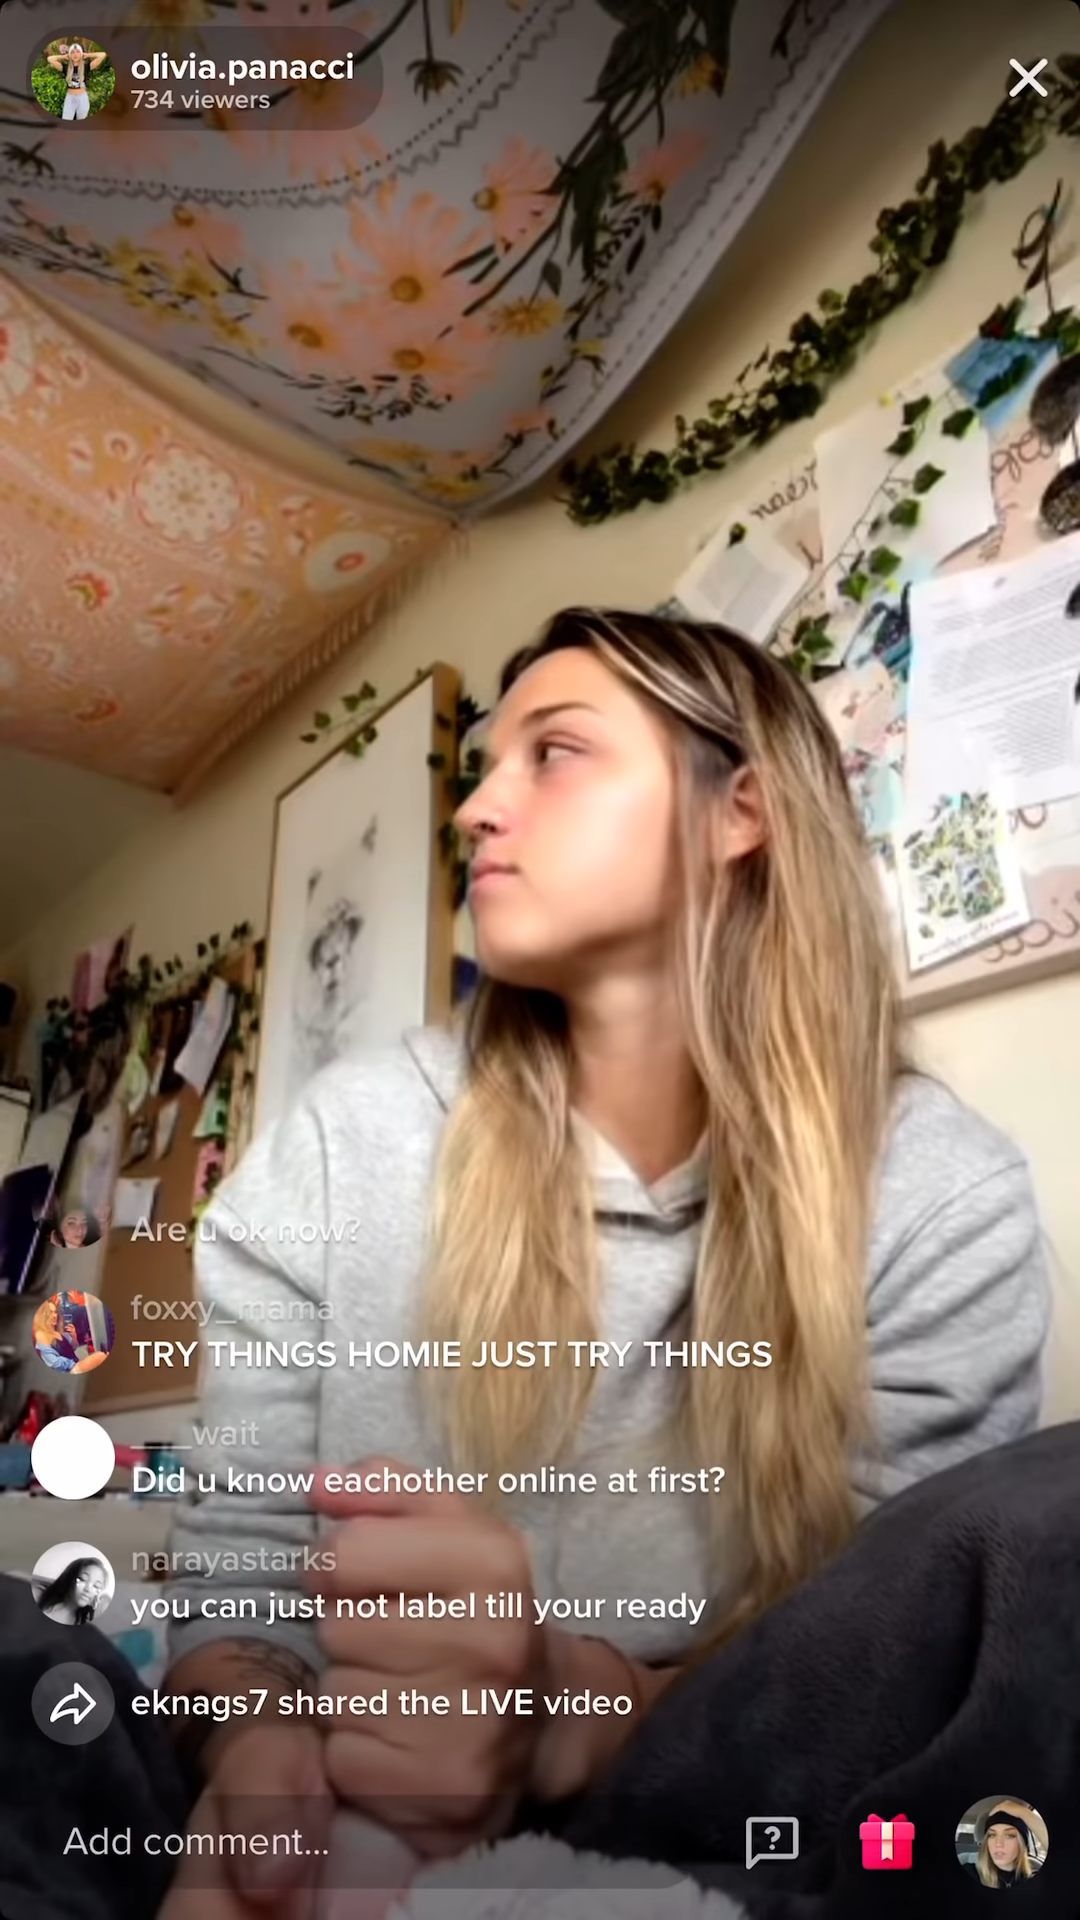 olivia.panacci
734 viewers
Are u ok now?
foxxy_mama
TRY THINGS HOMIE JUST TRY THINGS
____wait
Did u know eachother online at first?
narayastarks
you can just not label till your ready
eknags7 shared the LIVE video
Add comment...
?